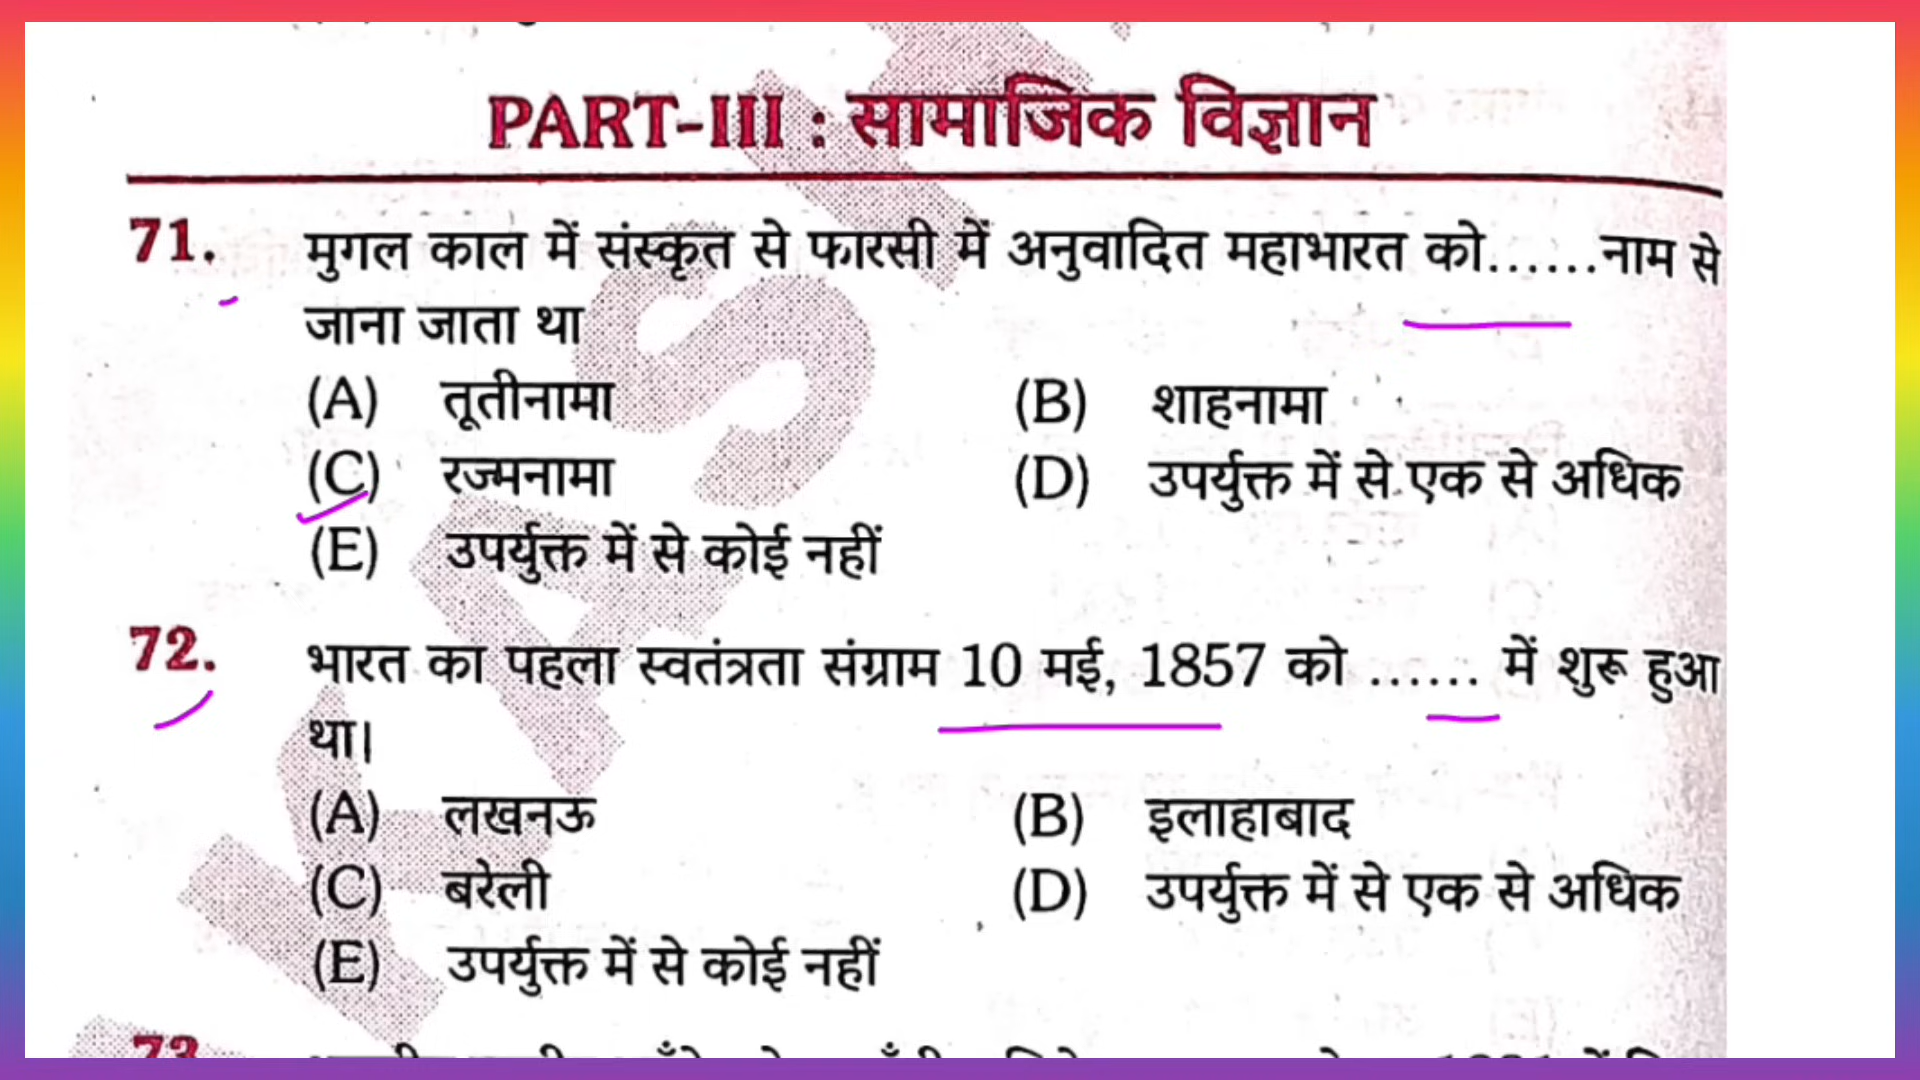 PART-III : सामाजिक विज्ञान
71. मुगल काल में संस्कृत से फारसी में अनुवादित महाभारत को......नाम से
जाना जाता था
(A) तूतीनामा (B) शाहनामा
(C) रज्मनामा (D) उपर्युक्त में से एक से अधिक
(E) उपर्युक्त में से कोई नहीं
72. भारत का पहला स्वतंत्रता संग्राम 10 मई, 1857 को ...... में शुरू हुआ
था।
(A) लखनऊ (B) इलाहाबाद
(C) बरेली (D) उपर्युक्त में से एक से अधिक
(E) उपर्युक्त में से कोई नहीं
73